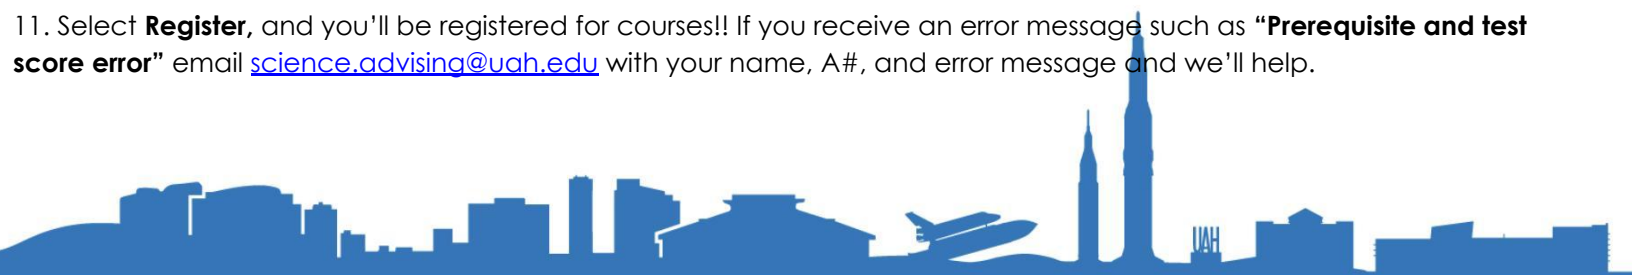 11. Select Register, and you’ll be registered for courses!! If you receive an error message such as “Prerequisite and test
score error” email science.advising@uah.edu with your name, A#, and error message and we’ll help.
UAH